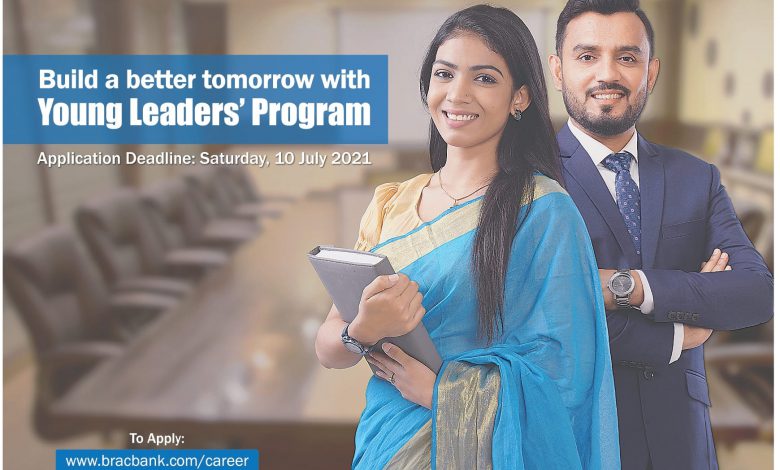 Build a better tomorrow with
Young Leaders’ Program
Application Deadline: Saturday, 10 July 2021
To Apply:
www.bracbank.com/career